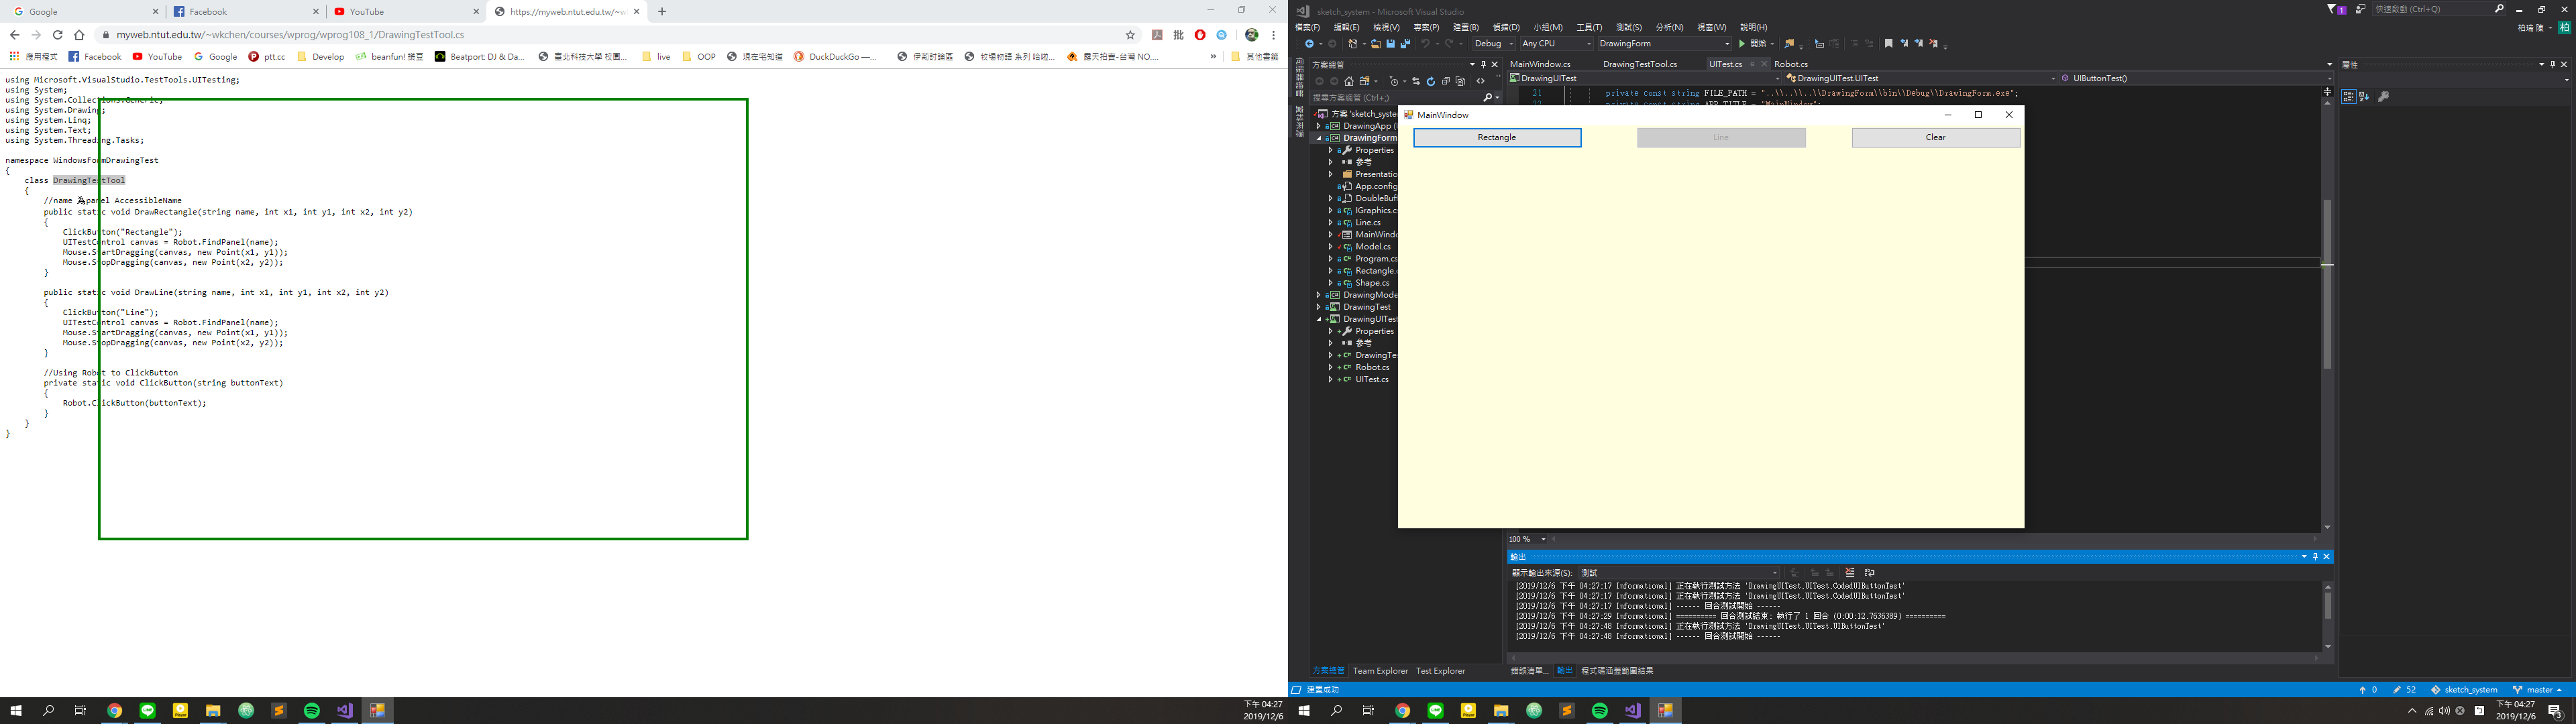 Google
Facebook
YouTube
https://myweb.ntut.edu.tw/~w
myweb.ntut.edu.tw/~wkchen/courses/wprog/wprog108_1/DrawingTestTool.cs
應用程式
Facebook
YouTube
Google
ptt.cc
Develop
beanfun! 樂豆
Beatport: DJ & Da...
臺北科技大學 校園...
live
OOP
現在宅知道
DuckDuckGo —...
伊莉討論區
牧場物語 系列 哈啦...
露天拍賣-台灣 NO....
其他書籤
using Microsoft.VisualStudio.TestTools.UITesting;
using System;
using System.Collections.Generic;
using System.Drawing;
using System.Linq;
using System.Text;
using System.Threading.Tasks;
namespace WindowsFormDrawingTest
{
class DrawingTestTool
{
//name 為panel AccessibleName
public static void DrawRectangle(string name, int x1, int y1, int x2, int y2)
{
ClickButton("Rectangle");
UITestControl canvas = Robot.FindPanel(name);
Mouse.StartDragging(canvas, new Point(x1, y1));
Mouse.StopDragging(canvas, new Point(x2, y2));
}
public static void DrawLine(string name, int x1, int y1, int x2, int y2)
{
ClickButton("Line");
UITestControl canvas = Robot.FindPanel(name);
Mouse.StartDragging(canvas, new Point(x1, y1));
Mouse.StopDragging(canvas, new Point(x2, y2));
}
//Using Robot to ClickButton
private static void ClickButton(string buttonText)
{
Robot.ClickButton(buttonText);
}
}
}
下午 04:27
2019/12/6
sketch_system - Microsoft Visual Studio
1
快速啟動 (Ctrl+Q)
檔案(F) 編輯(E) 檢視(V) 專案(P) 建置(B) 偵錯(D) 小組(M) 工具(T) 測試(S) 分析(N) 視窗(W) 說明(H)
柏瑞 陳
柏
Debug
Any CPU
DrawingForm
開始
方案總管
搜尋方案總管 (Ctrl+;)
方案 'sketch_syste
DrawingApp (
DrawingForm
Properties
參考
Presentatio
App.config
DoubleBuff
IGraphics.cs
Line.cs
MainWindo
Model.cs
Program.cs
Rectangle.
Shape.cs
DrawingMode
DrawingTest
DrawingUITest
Properties
參考
DrawingTe
Robot.cs
UITest.cs
MainWindow.cs
DrawingTestTool.cs
UITest.cs
Robot.cs
DrawingUITest
DrawingUITest.UITest
UIButtonTest()
21 private const string FILE_PATH = "..\\..\\..\\DrawingForm\\bin\\Debug\\DrawingForm.exe";
22 private const string APP_TITLE = "MainWindow";
MainWindow
Rectangle
Line
Clear
100 %
屬性
輸出
顯示輸出來源(S): 測試
[2019/12/6 下午 04:27:17 Informational] 正在執行測試方法 'DrawingUITest.UITest.CodedUIButtonTest'
[2019/12/6 下午 04:27:17 Informational] 正在執行測試方法 'DrawingUITest.UITest.CodedUIButtonTest'
[2019/12/6 下午 04:27:17 Informational] ------ 回合測試開始 ------
[2019/12/6 下午 04:27:29 Informational] ========== 回合測試結束: 執行了 1 回合 (0:00:12.7636389) ==========
[2019/12/6 下午 04:27:48 Informational] 正在執行測試方法 'DrawingUITest.UITest.UIButtonTest'
[2019/12/6 下午 04:27:48 Informational] ------ 回合測試開始 ------
方案總管
Team Explorer
Test Explorer
錯誤清單...
輸出
程式碼涵蓋範圍結果
建置成功
0
52
sketch_system
master
下午 04:27
2019/12/6
3